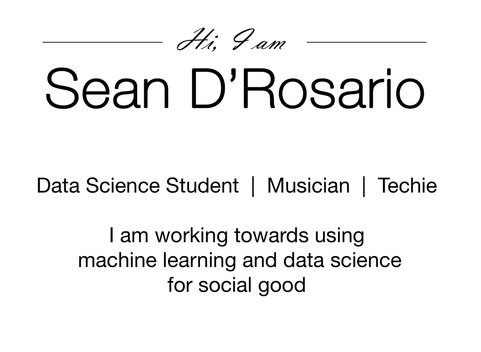 Hi, I am
Sean D’Rosario
Data Science Student | Musician | Techie
I am working towards using
machine learning and data science
for social good